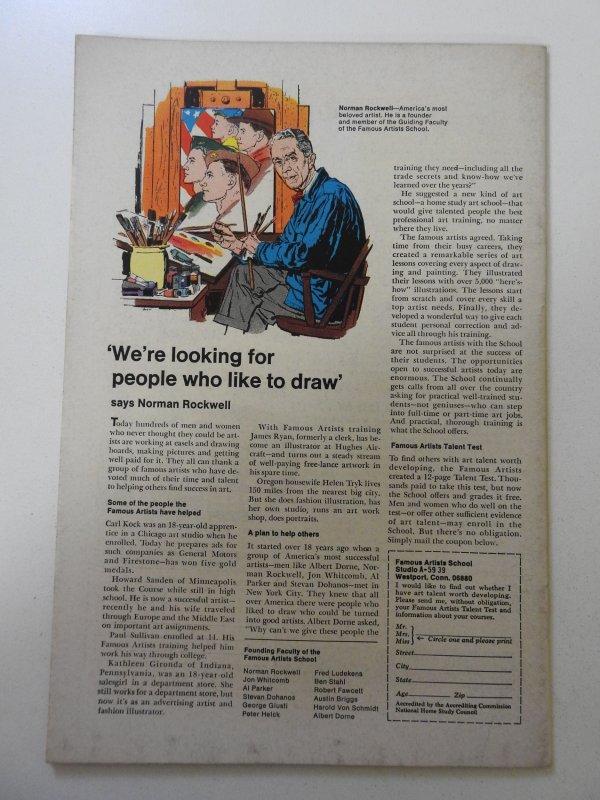 Norman Rockwell—America's most
beloved artist. He is a founder
and member of the Guiding Faculty
of the Famous Artists School.
'We're looking for
people who like to draw'
says Norman Rockwell
Today hundreds of men and women
who never thought they could be art-
ists are working at easels and drawing
boards, making pictures and getting
well paid for it. They all can thank a
group of famous artists who have de-
voted much of their time and talent
to helping others find success in art.
Some of the people the
Famous Artists have helped
Carl Kock was an 18-year-old appren-
tice in a Chicago art studio when he
enrolled. Today he prepares ads for
such companies as General Motors
and Firestone—has won five gold
medals.
Howard Sanden of Minneapolis
took the Course while still in high
school. He is now a successful artist—
recently he and his wife traveled
through Europe and the Middle East
on important art assignments.
Paul Sullivan enrolled at 14. His
Famous Artists training helped him
work his way through college.
Kathleen Gironda of Indiana,
Pennsylvania, was an 18-year-old
salesgirl in a department store. She
still works for a department store, but
now it's as an advertising artist and
fashion illustrator.
With Famous Artists training
James Ryan, formerly a clerk, has be-
come an illustrator at Hughes Air-
craft—and turns out a steady stream
of well-paying free-lance artwork in
his spare time.
Oregon housewife Helen Tryk lives
150 miles from the nearest big city.
But she does fashion illustration, has
her own studio, runs an art work
shop, does portraits.
A plan to help others
It started over 18 years ago when a
group of America's most successful
artists—men like Albert Dorne, Nor-
man Rockwell, Jon Whitcomb, Al
Parker and Stevan Dohanos—met in
New York City. They knew that all
over America there were people who
liked to draw who could be turned
into good artists. Albert Dorne asked,
"Why can't we give these people the
Founding Faculty of the
Famous Artists School
Norman Rockwell
Jon Whitcomb
Al Parker
Stevan Dohanos
George Giusti
Peter Helck
Fred Ludekens
Ben Stahl
Robert Fawcett
Austin Briggs
Harold Von Schmidt
Albert Dorne
training they need—including all the
trade secrets and know-how we've
learned over the years?"
He suggested a new kind of art
school—a home study art school—that
would give talented people the best
professional art training, no matter
where they live.
The famous artists agreed. Taking
time from their busy careers, they
created a remarkable series of art
lessons covering every aspect of draw-
ing and painting. They illustrated
their lessons with over 5,000 "here's-
how" illustrations. The lessons start
from scratch and cover every skill a
top artist needs. Finally, they de-
veloped a wonderful way to give each
student personal correction and ad-
vice all through his training.
The famous artists with the School
are not surprised at the success of
their students. The opportunities
open to successful artists today are
enormous. The School continually
gets calls from all over the country
asking for practical well-trained stu-
dents—not geniuses—who can step
into full-time or part-time art jobs.
And practical, thorough training is
what the School offers.
Famous Artists Talent Test
To find others with art talent worth
developing, the Famous Artists
created a 12-page Talent Test. Thou-
sands paid to take this test, but now
the School offers and grades it free.
Men and women who do well on the
test—or offer other sufficient evidence
of art talent—may enroll in the
School. But there's no obligation.
Simply mail the coupon below.
Famous Artists School
Studio A-5939
Westport, Conn. 06880
I would like to find out whether I
have art talent worth developing.
Please send me, without obligation,
your Famous Artists Talent Test and
information about your courses.
Mr.
Mrs. ← Circle one and please print
Miss
Street
City
State
Age Zip
Accredited by the Accrediting Commission
National Home Study Council